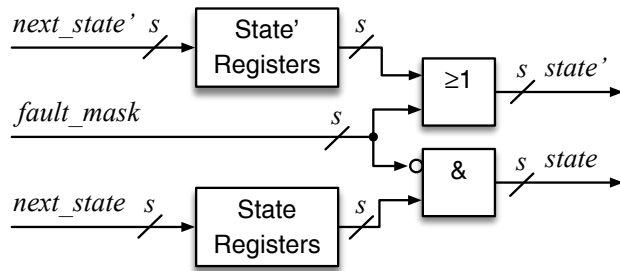 next_state’ s State’ Registers s
≥1 s state’
fault_mask s
& s state
next_state s State Registers s